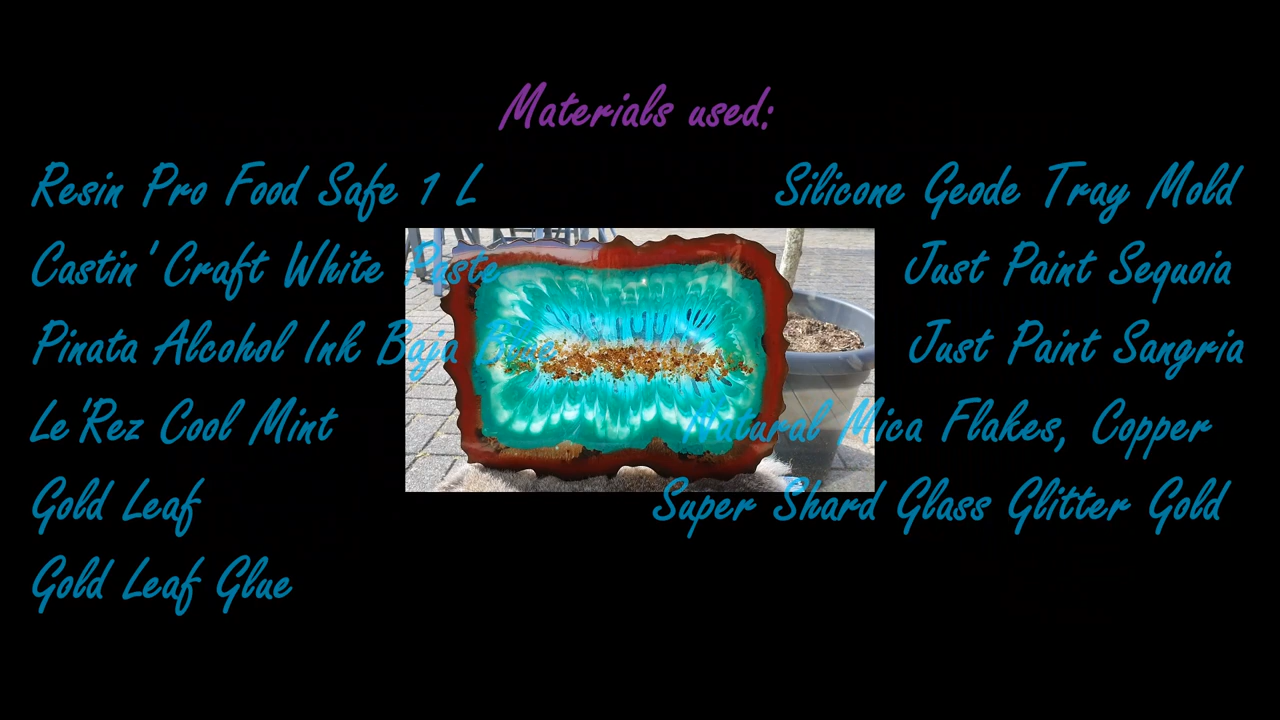 Materials used:
Resin Pro Food Safe 1 L
Castin' Craft White Paste
Pinata Alcohol Ink Baja Blue
Le'Rez Cool Mint
Gold Leaf
Gold Leaf Glue
Silicone Geode Tray Mold
Just Paint Sequoia
Just Paint Sangria
Natural Mica Flakes, Copper
Super Shard Glass Glitter Gold